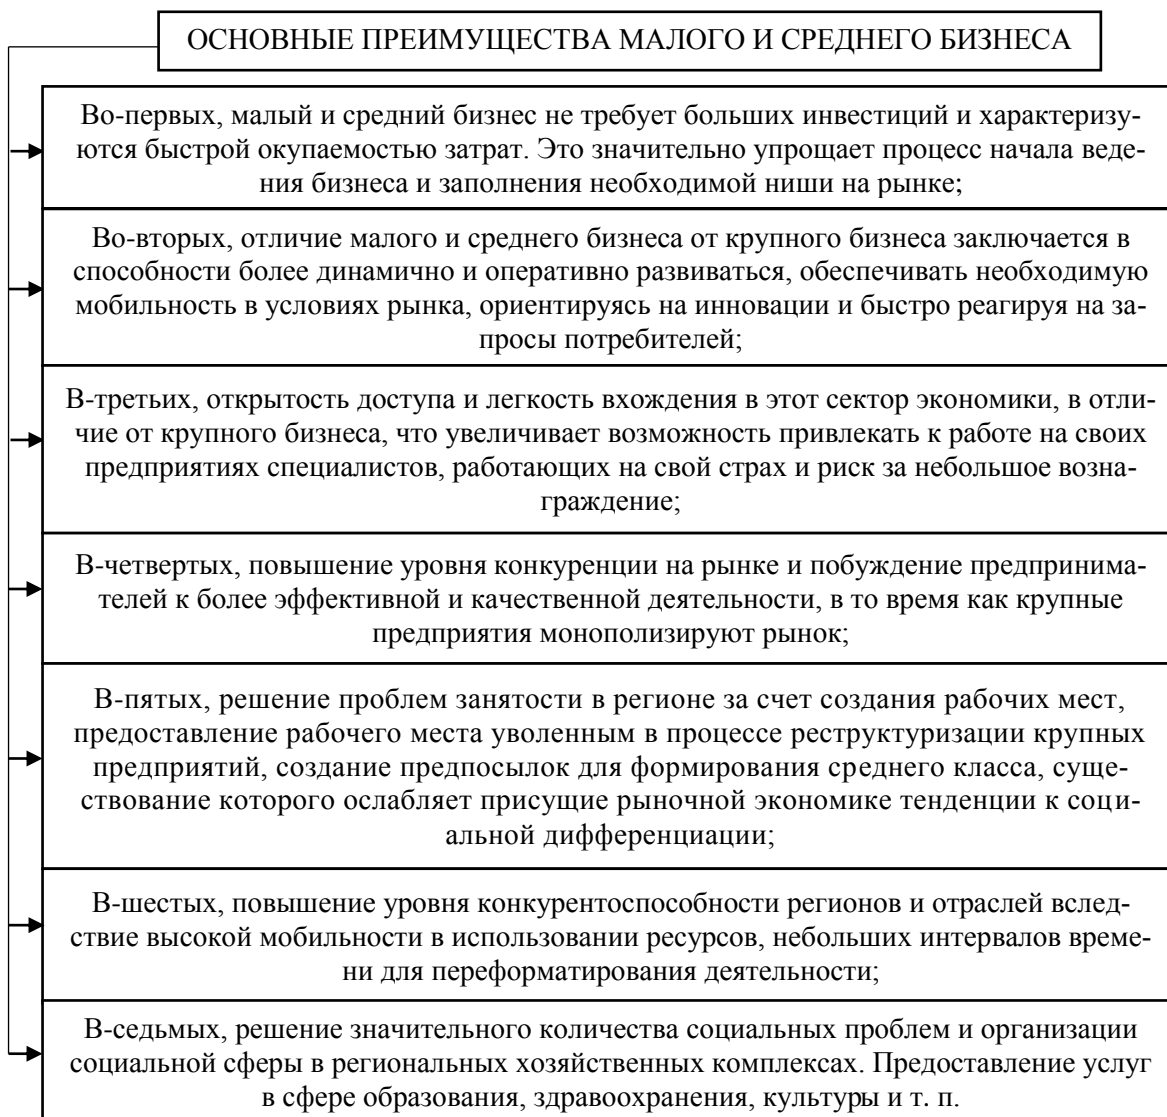 ОСНОВНЫЕ ПРЕИМУЩЕСТВА МАЛОГО И СРЕДНЕГО БИЗНЕСА
Во-первых, малый и средний бизнес не требует больших инвестиций и характеризу-
ются быстрой окупаемостью затрат. Это значительно упрощает процесс начала веде-
ния бизнеса и заполнения необходимой ниши на рынке;
Во-вторых, отличие малого и среднего бизнеса от крупного бизнеса заключается в
способности более динамично и оперативно развиваться, обеспечивать необходимую
мобильность в условиях рынка, ориентируясь на инновации и быстро реагируя на за-
просы потребителей;
В-третьих, открытость доступа и легкость вхождения в этот сектор экономики, в отли-
чие от крупного бизнеса, что увеличивает возможность привлекать к работе на своих
предприятиях специалистов, работающих на свой страх и риск за небольшое возна-
граждение;
В-четвертых, повышение уровня конкуренции на рынке и побуждение предпринима-
телей к более эффективной и качественной деятельности, в то время как крупные
предприятия монополизируют рынок;
В-пятых, решение проблем занятости в регионе за счет создания рабочих мест,
предоставление рабочего места уволенным в процессе реструктуризации крупных
предприятий, создание предпосылок для формирования среднего класса, суще-
ствование которого ослабляет присущие рыночной экономике тенденции к соци-
альной дифференциации;
В-шестых, повышение уровня конкурентоспособности регионов и отраслей вслед-
ствие высокой мобильности в использовании ресурсов, небольших интервалов време-
ни для переформатирования деятельности;
В-седьмых, решение значительного количества социальных проблем и организации
социальной сферы в региональных хозяйственных комплексах. Предоставление услуг
в сфере образования, здравоохранения, культуры и т. п.